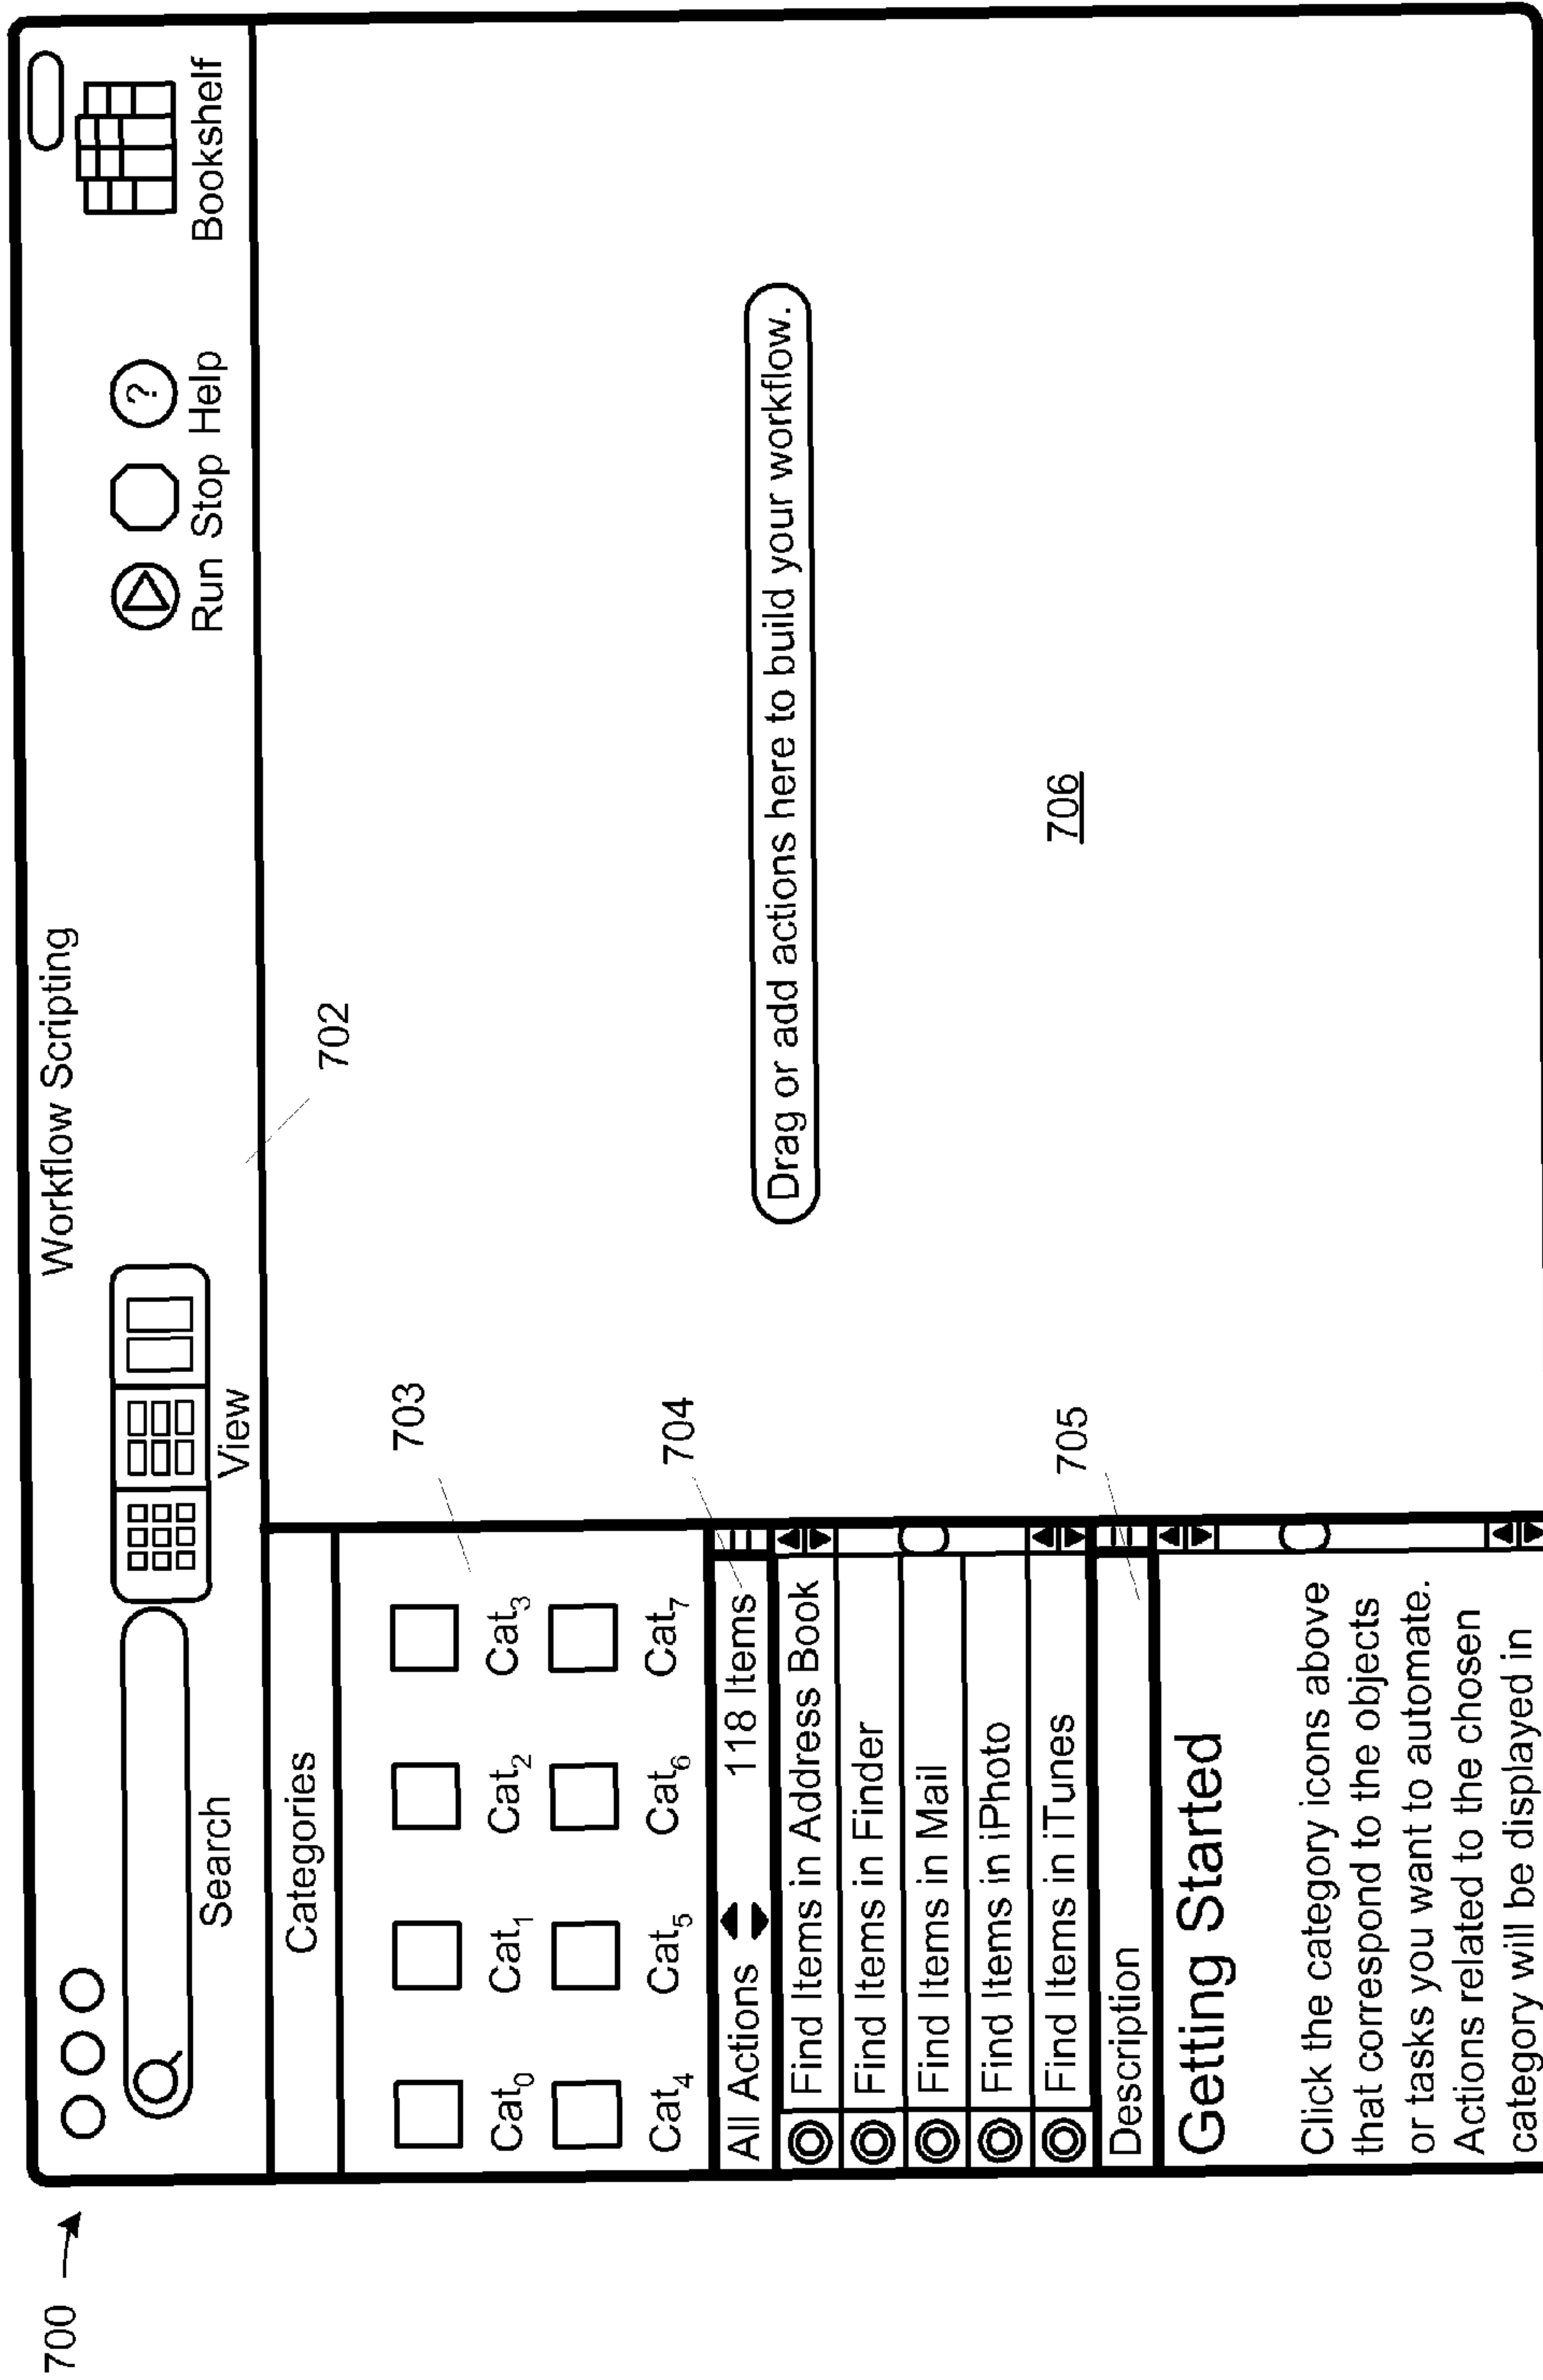 700
Workflow Scripting
Search
View
Run Stop Help
?
Bookshelf
702
Categories
703
Cat0 Cat1 Cat2 Cat3
Cat4 Cat5 Cat6 Cat7
704
All Actions 118 Items
Find Items in Address Book
Find Items in Finder
Find Items in Mail
Find Items in iPhoto
Find Items in iTunes
Drag or add actions here to build your workflow.
706
705
Description
Getting Started
Click the category icons above
that correspond to the objects
or tasks you want to automate.
Actions related to the chosen
category will be displayed in